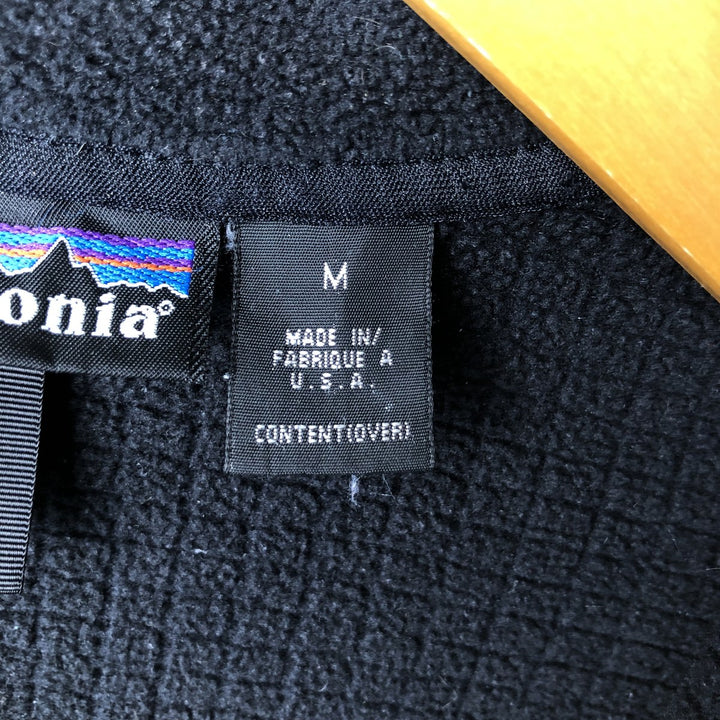 onia®
M
MADE IN/
FABRIQUE A
U.S.A.
CONTENT(OVER)